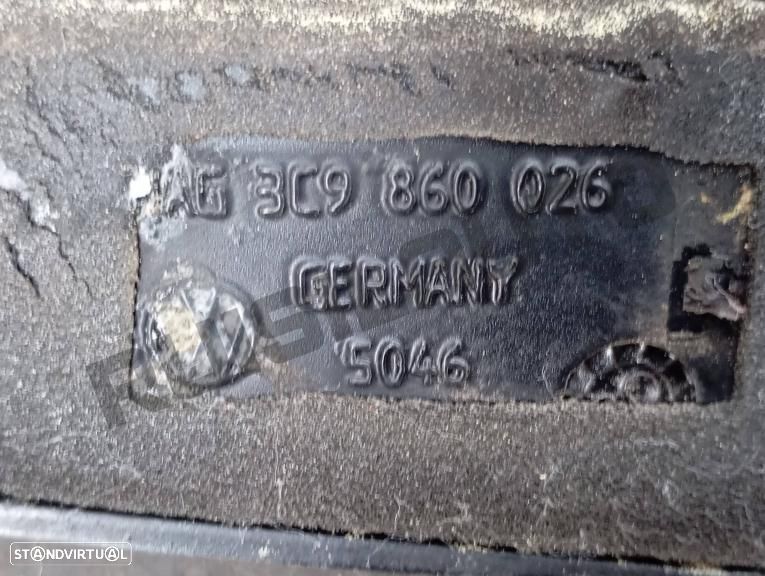 AG 3C9 860 026
GERMANY
5046
STANDVIRTUAL